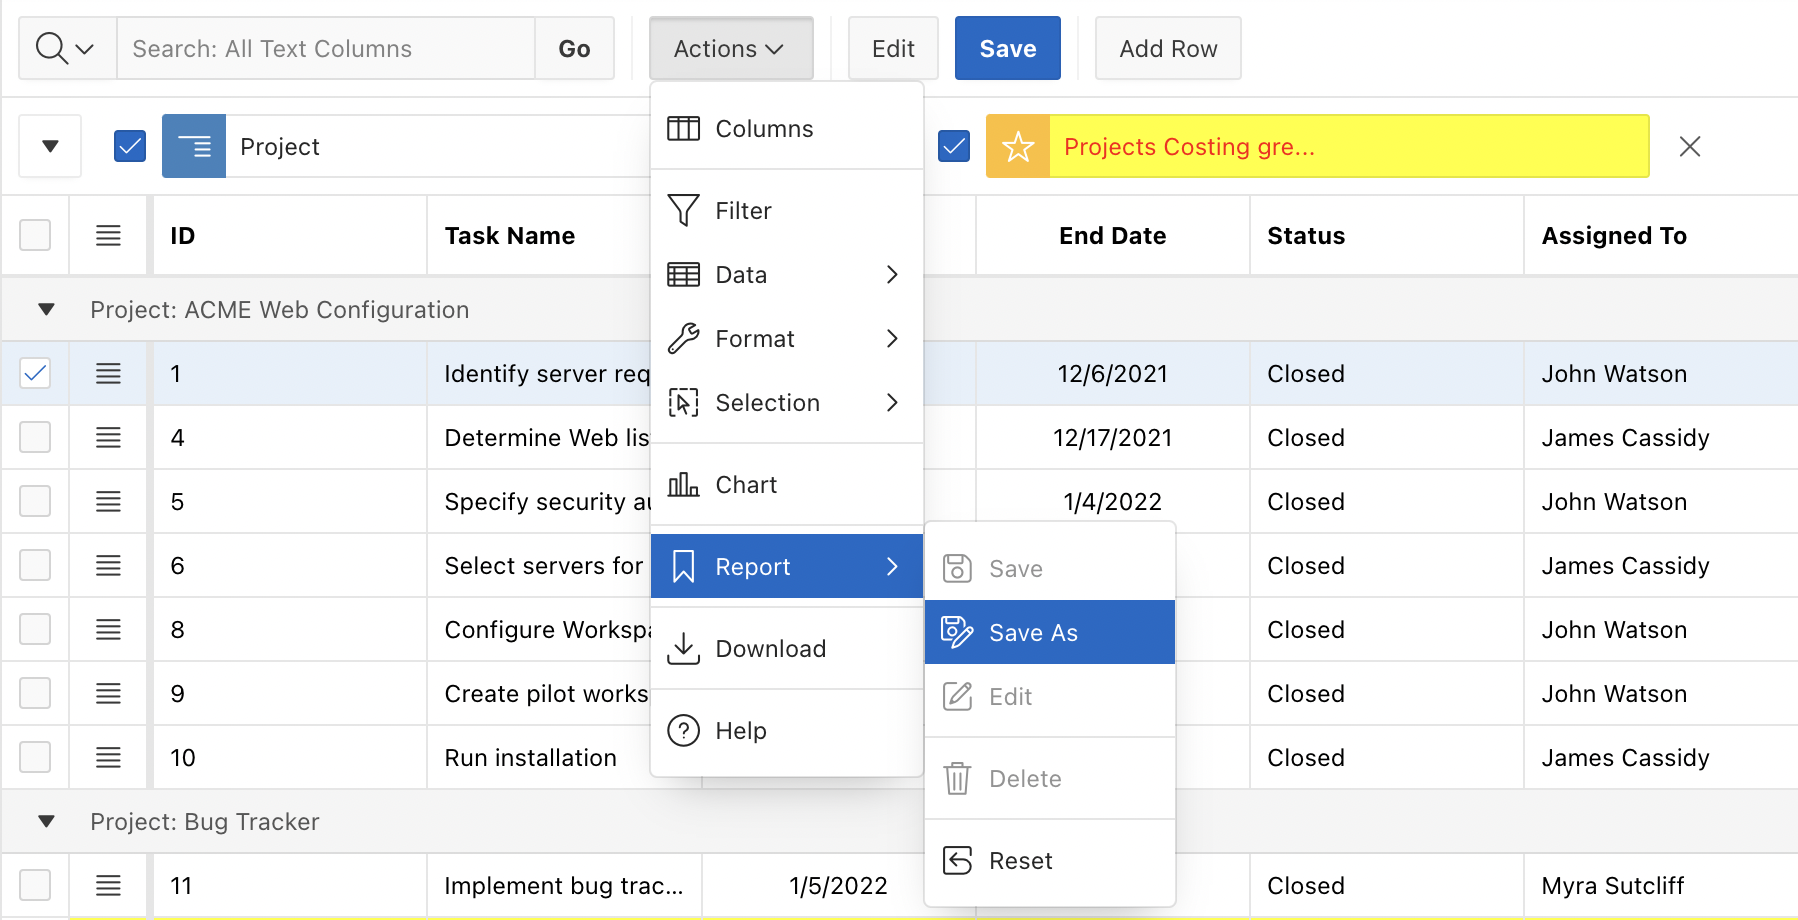 Search: All Text Columns
Go
Actions
Edit
Save
Add Row
Project
Projects Costing gre...
Columns
Filter
Data
Format
Selection
Chart
Report
Download
Help
Save
Save As
Edit
Delete
Reset
ID Task Name End Date Status Assigned To
Project: ACME Web Configuration
1 Identify server req 12/6/2021 Closed John Watson
4 Determine Web lis 12/17/2021 Closed James Cassidy
5 Specify security au 1/4/2022 Closed John Watson
6 Select servers for Closed James Cassidy
8 Configure Workspa Closed John Watson
9 Create pilot works Closed John Watson
10 Run installation Closed James Cassidy
Project: Bug Tracker
11 Implement bug trac... 1/5/2022 Closed Myra Sutcliff